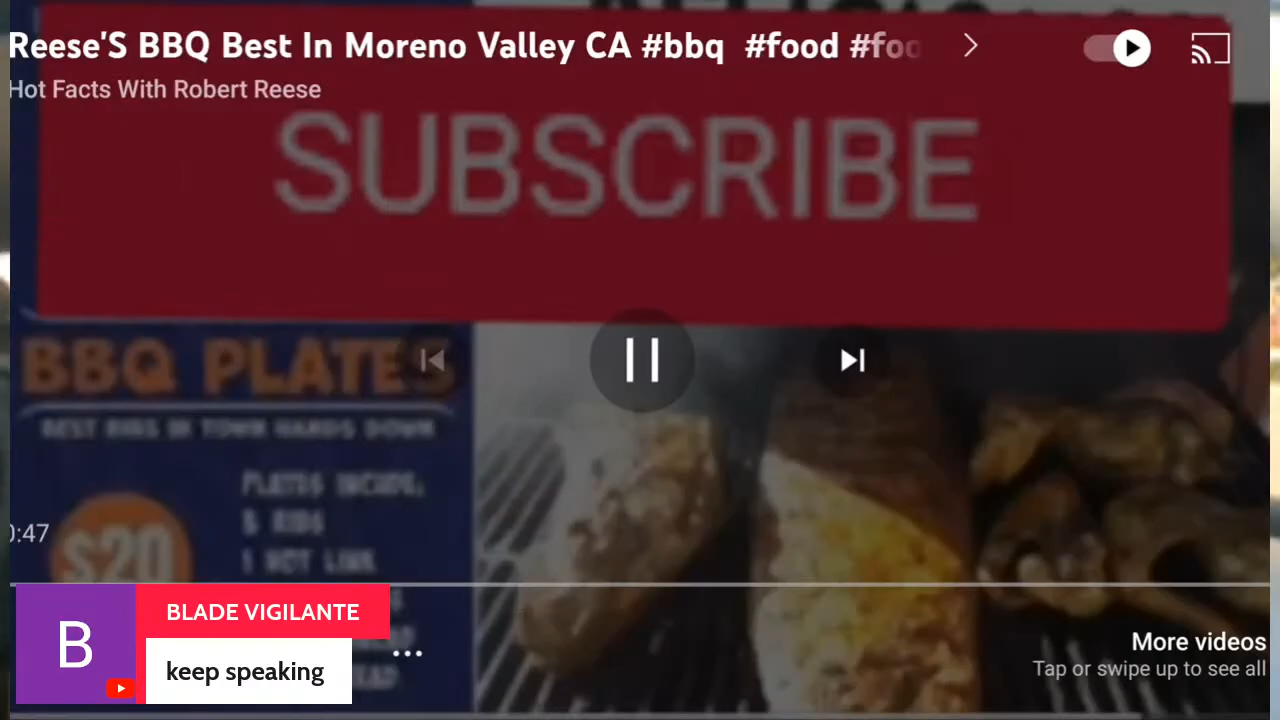 Reese'S BBQ Best In Moreno Valley CA #bbq #food #foo
Hot Facts With Robert Reese
SUBSCRIBE
BBQ PLATES
BEST RIBS IN TOWN HANDS DOWN
PLATES INCUDE:
5 RIBS
1 HOT LINK
$20
0:47
BLADE VIGILANTE
B
keep speaking
More videos
Tap or swipe up to see all